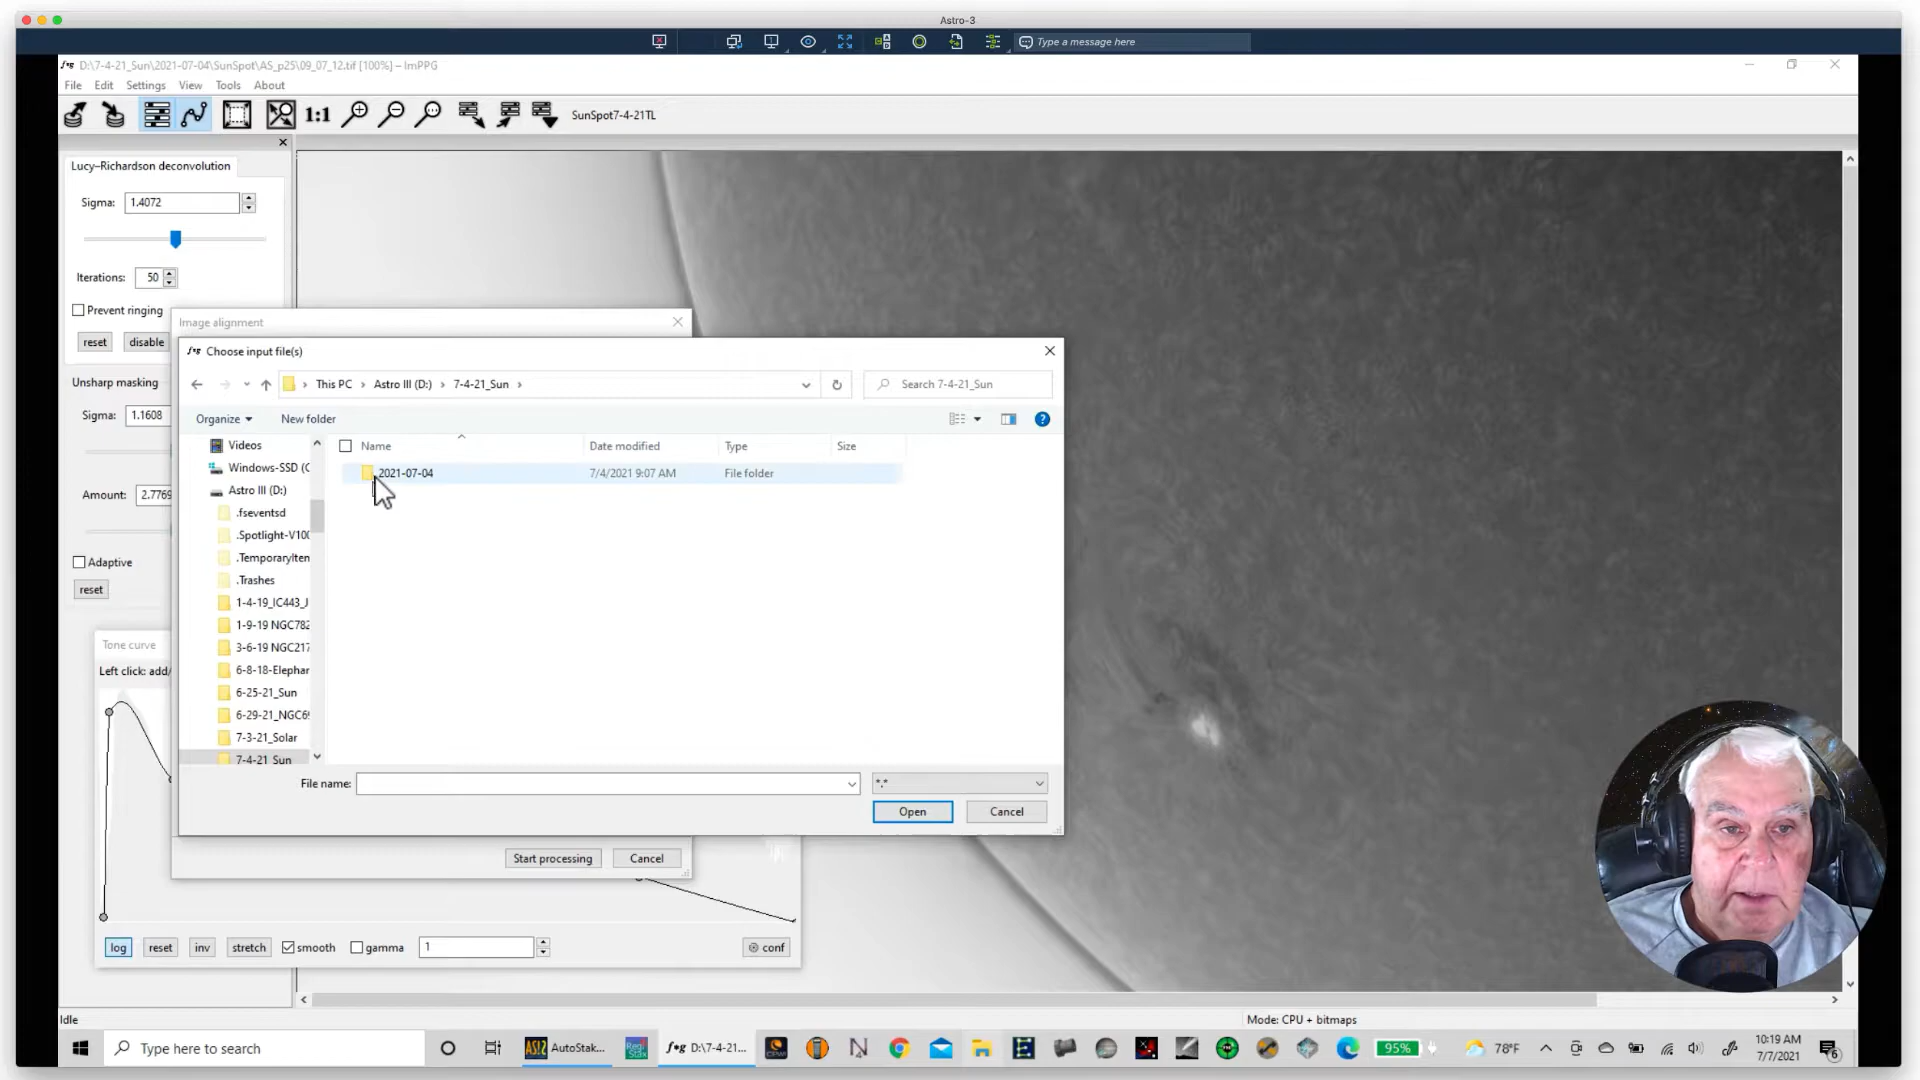 Astro-3
Type a message here
D:\7-4-21_Sun\2021-07-04\SunSpot\AS_p25\09_07_12.tif [100%] – ImPPG
File Edit Settings View Tools About
1:1
SunSpot7-4-21TL
Lucy–Richardson deconvolution
Sigma: 1.4072
Iterations: 50
Prevent ringing
reset disable
Unsharp masking
Sigma: 1.1608
Amount: 2.7769
Adaptive
reset
Image alignment
Choose input file(s)
This PC > Astro III (D:) > 7-4-21_Sun >
Search 7-4-21_Sun
Organize New folder
Name Date modified Type Size
2021-07-04 7/4/2021 9:07 AM File folder
Videos
Windows-SSD (C
Astro III (D:)
.fseventsd
.Spotlight-V100
.TemporaryItem
.Trashes
1-4-19_IC443_J
1-9-19 NGC782
3-6-19 NGC217
6-8-18-Elephan
6-25-21_Sun
6-29-21_NGC69
7-3-21_Solar
7-4-21_Sun
File name: *.*
Open Cancel
Start processing Cancel
Tone curve
Left click: add/
log reset inv stretch smooth gamma 1 conf
Idle Mode: CPU + bitmaps
Type here to search
AutoStak...
D:\7-4-21...
95%
78°F
10:19 AM
7/7/2021
6